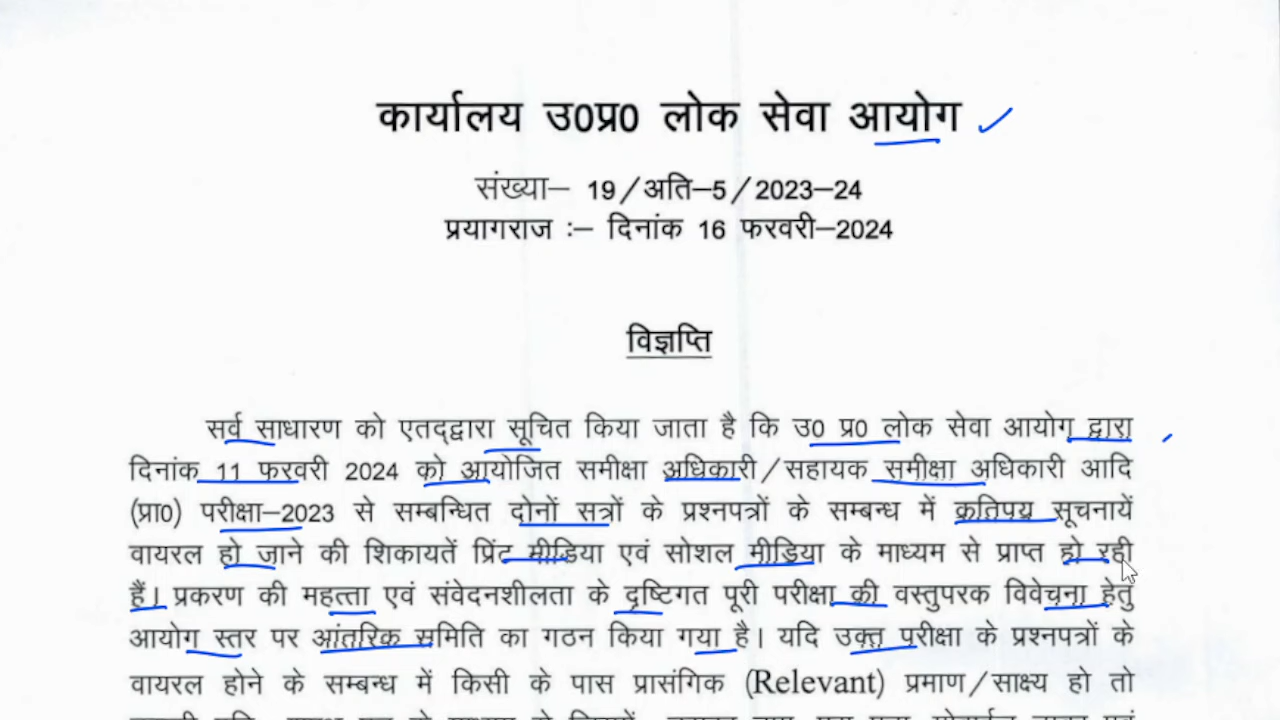 कार्यालय उ0प्र0 लोक सेवा आयोग
संख्या– 19/अति–5/2023–24
प्रयागराज :– दिनांक 16 फरवरी–2024
विज्ञप्ति
सर्व साधारण को एतद्द्वारा सूचित किया जाता है कि उ0 प्र0 लोक सेवा आयोग द्वारा
दिनांक 11 फरवरी 2024 को आयोजित समीक्षा अधिकारी/सहायक समीक्षा अधिकारी आदि
(प्रा0) परीक्षा–2023 से सम्बन्धित दोनों सत्रों के प्रश्नपत्रों के सम्बन्ध में कतिपय सूचनायें
वायरल हो जाने की शिकायतें प्रिंट मीडिया एवं सोशल मीडिया के माध्यम से प्राप्त हो रही
हैं। प्रकरण की महत्ता एवं संवेदनशीलता के दृष्टिगत पूरी परीक्षा की वस्तुपरक विवेचना हेतु
आयोग स्तर पर आंतरिक समिति का गठन किया गया है। यदि उक्त परीक्षा के प्रश्नपत्रों के
वायरल होने के सम्बन्ध में किसी के पास प्रासंगिक (Relevant) प्रमाण/साक्ष्य हो तो